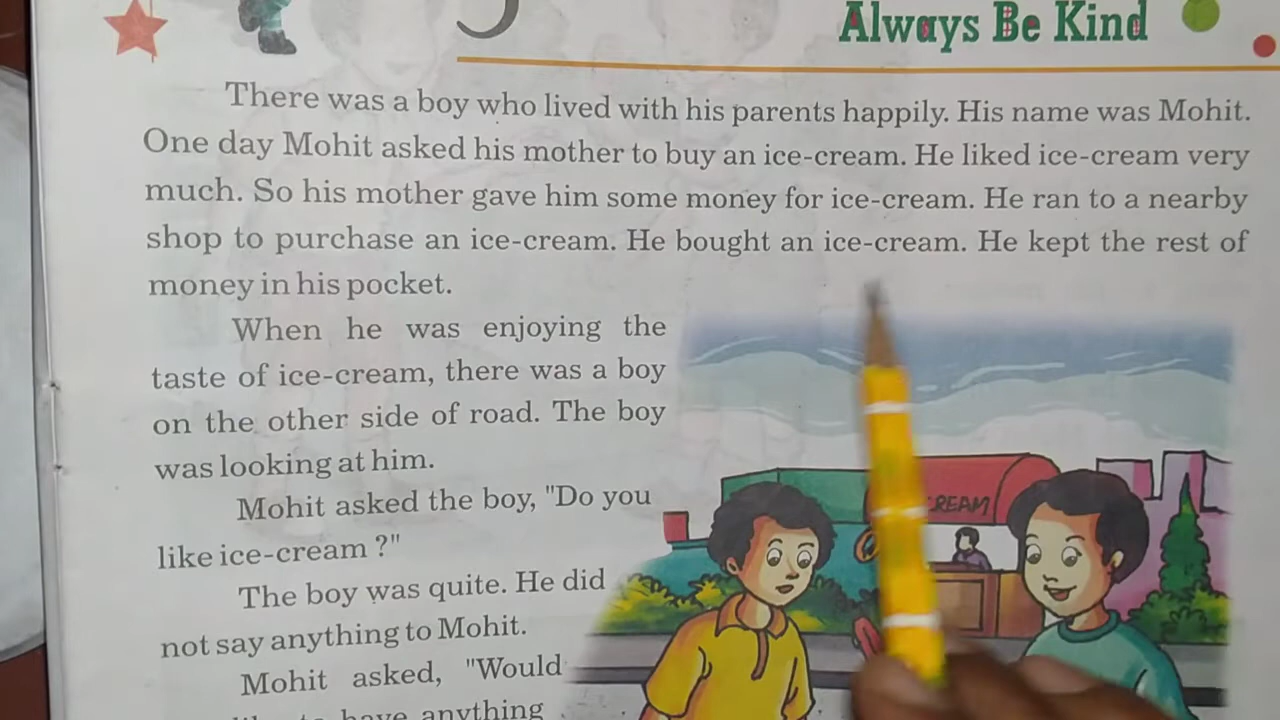 Always Be Kind
There was a boy who lived with his parents happily. His name was Mohit.
One day Mohit asked his mother to buy an ice-cream. He liked ice-cream very
much. So his mother gave him some money for ice-cream. He ran to a nearby
shop to purchase an ice-cream. He bought an ice-cream. He kept the rest of
money in his pocket.
When he was enjoying the
taste of ice-cream, there was a boy
on the other side of road. The boy
was looking at him.
Mohit asked the boy, "Do you
like ice-cream ?"
REAM
The boy was quite. He did
not say anything to Mohit.
Mohit asked, "Would
have anything